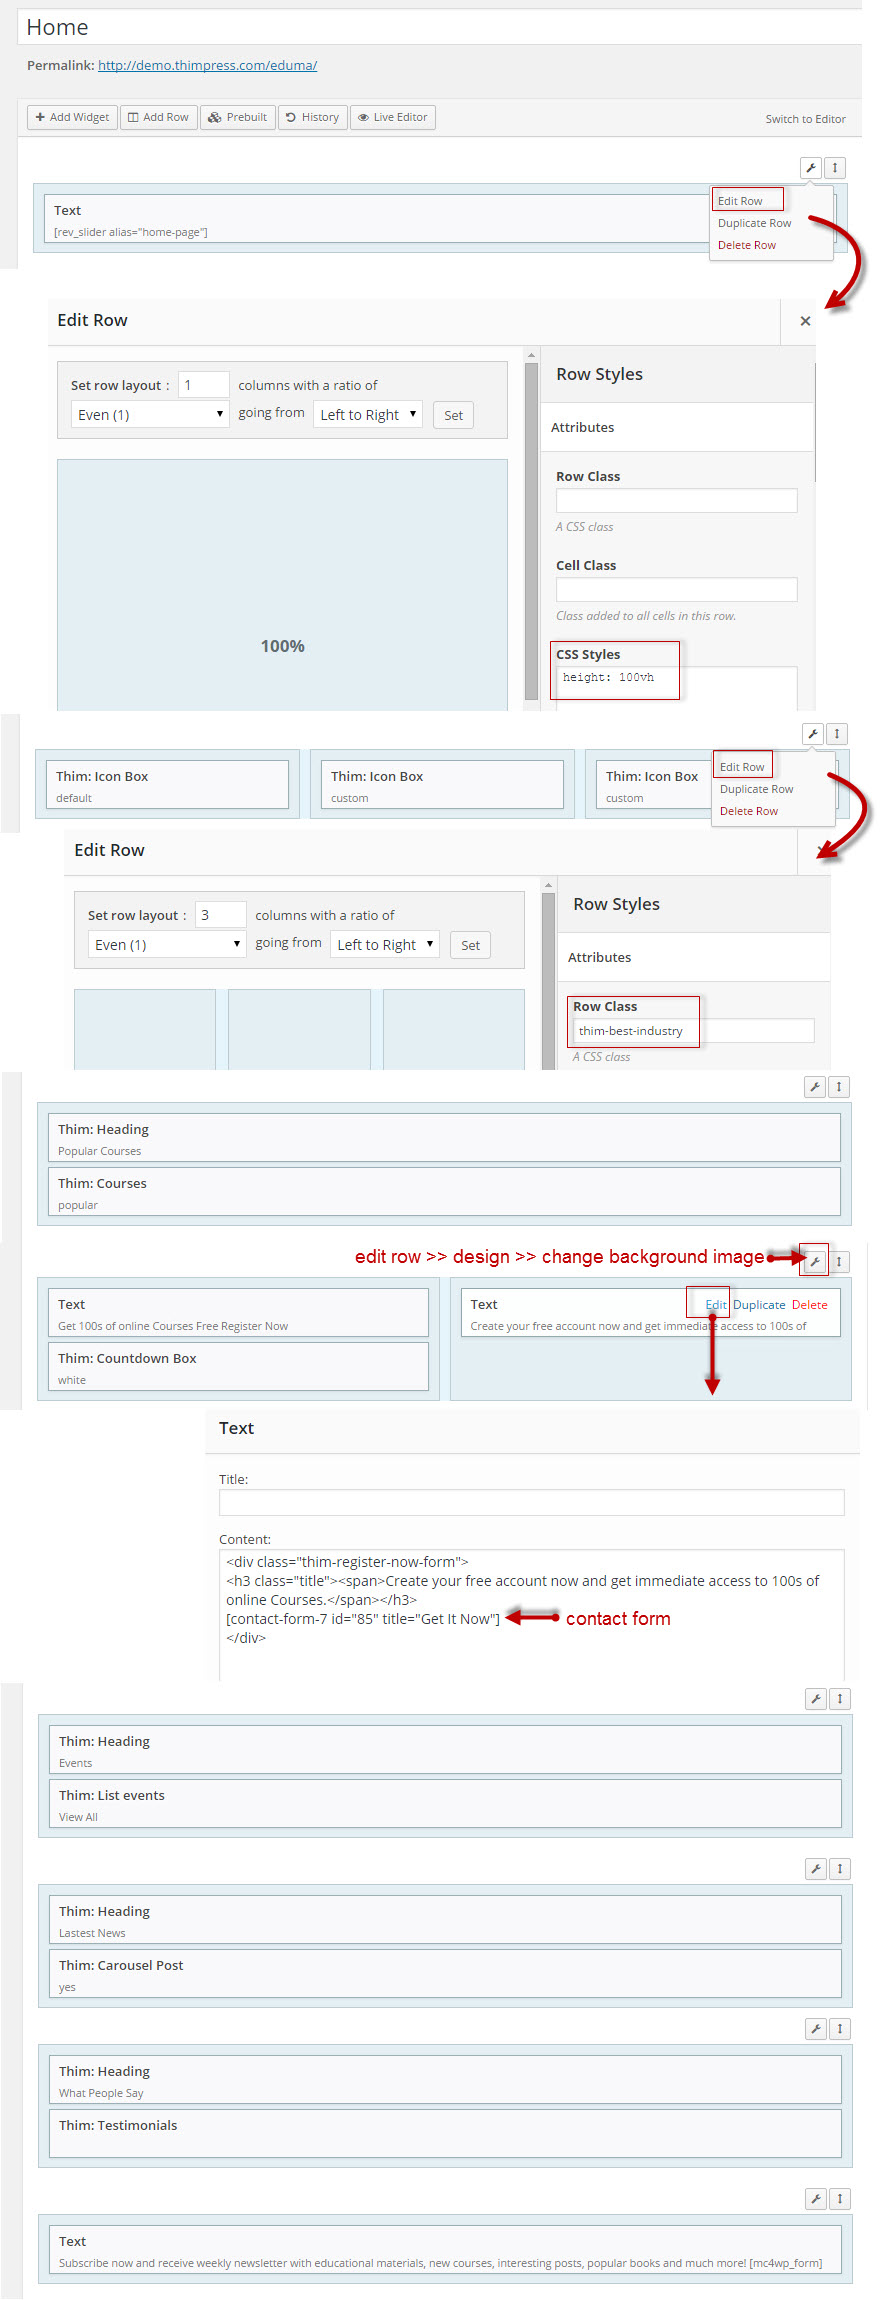 Home
Permalink: http://demo.thimpress.com/eduma/
Add Widget Add Row Prebuilt History Live Editor Switch to Editor
Text
[rev_slider alias="home-page"]
Edit Row
Duplicate Row
Delete Row
Edit Row
Set row layout : 1 columns with a ratio of
Even (1) going from Left to Right Set
100%
Row Styles
Attributes
Row Class
A CSS class
Cell Class
Class added to all cells in this row.
CSS Styles
height: 100vh
Thim: Icon Box
default
Thim: Icon Box
custom
Thim: Icon Box
custom
Edit Row
Duplicate Row
Delete Row
Edit Row
Set row layout : 3 columns with a ratio of
Even (1) going from Left to Right Set
Row Styles
Attributes
Row Class
thim-best-industry
A CSS class
Thim: Heading
Popular Courses
Thim: Courses
popular
edit row >> design >> change background image
Text
Get 100s of online Courses Free Register Now
Thim: Countdown Box
white
Text Edit Duplicate Delete
Create your free account now and get immediate access to 100s of
Text
Title:
Content:
<div class="thim-register-now-form">
<h3 class="title"><span>Create your free account now and get immediate access to 100s of
online Courses.</span></h3>
[contact-form-7 id="85" title="Get It Now"] contact form
</div>
Thim: Heading
Events
Thim: List events
View All
Thim: Heading
Lastest News
Thim: Carousel Post
yes
Thim: Heading
What People Say
Thim: Testimonials
Text
Subscribe now and receive weekly newsletter with educational materials, new courses, interesting posts, popular books and much more! [mc4wp_form]